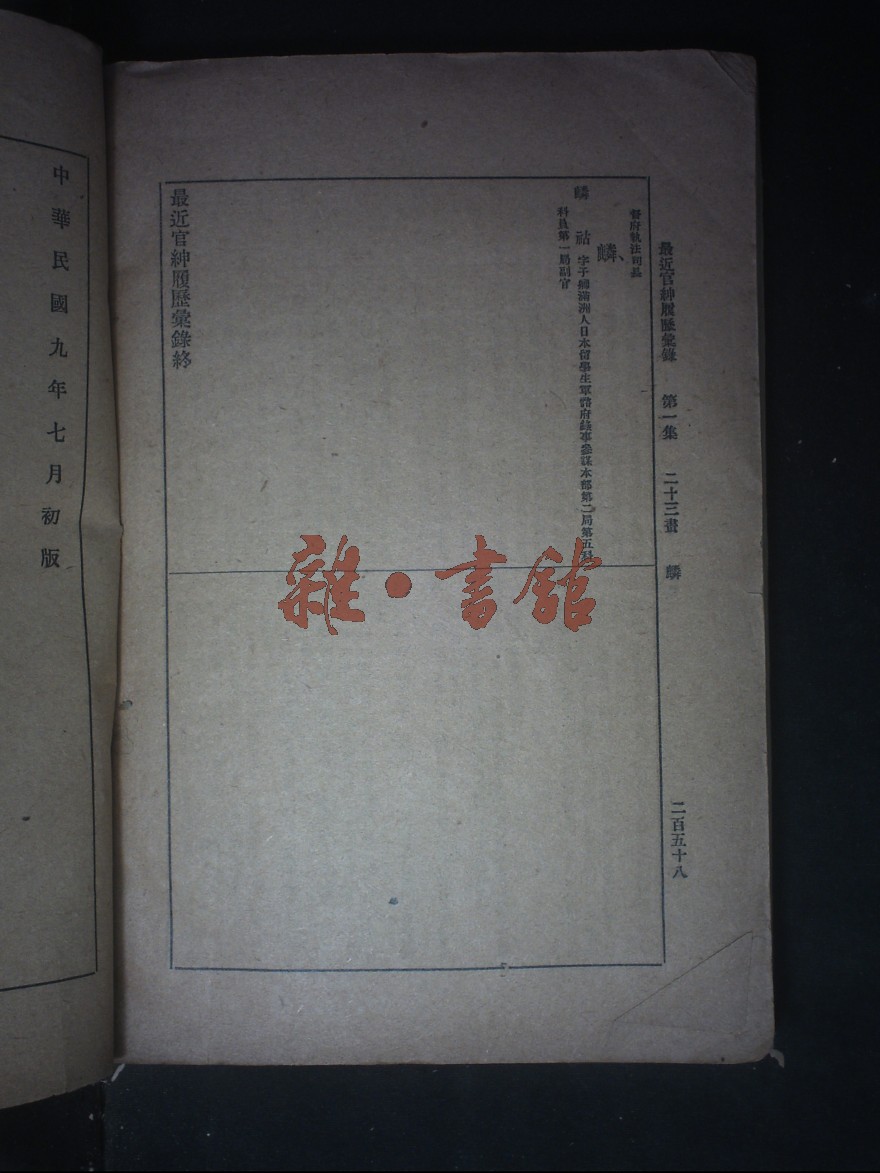 最近官紳履歷彙錄 第一集 二十三畫 麟 二百五十八
督府執法司長
麟
麟 祜 字子 滿洲人日本留學生軍諮府錄事參謀本部第二局第五科
科員第一局副官
最近官紳履歷彙錄終
中華民國九年七月初版
雜·書館